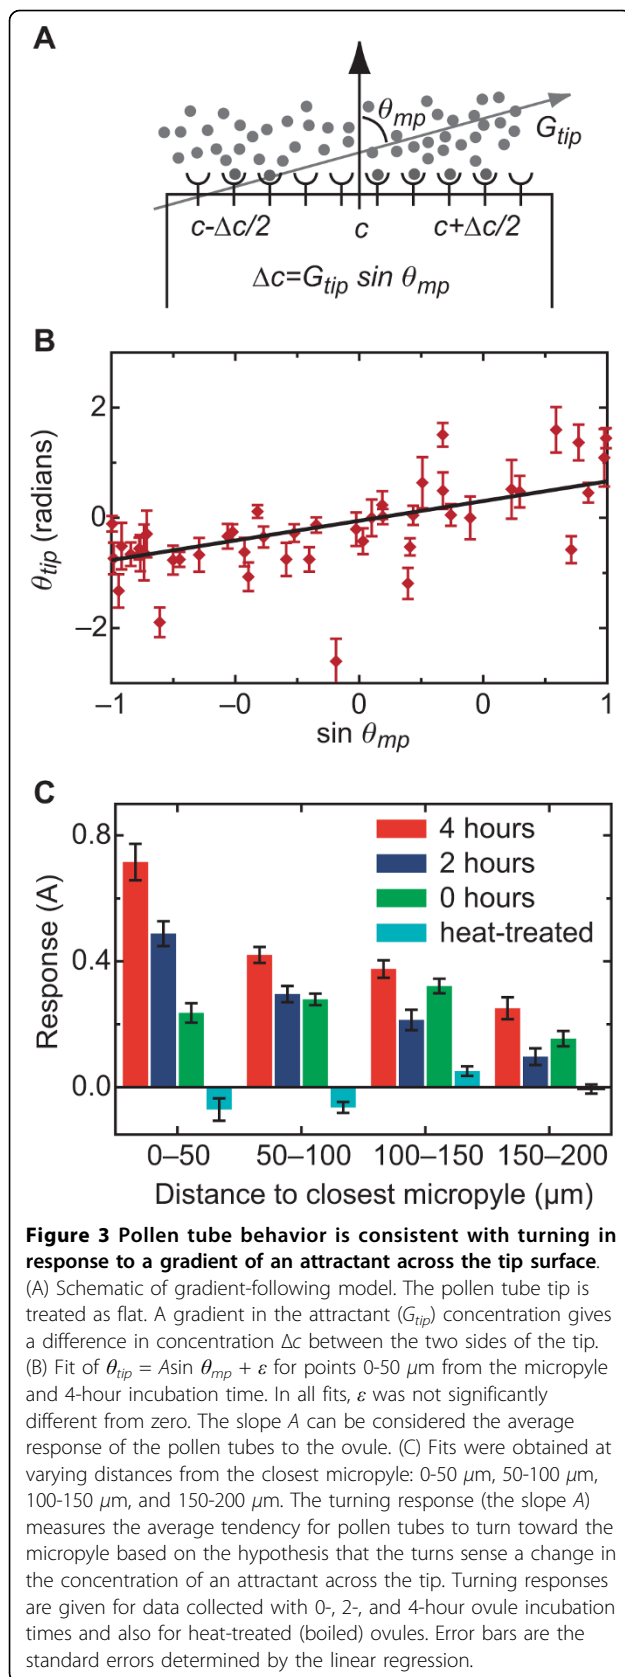 A
θmp
Gtip
c-Δc/2
c
c+Δc/2
Δc=Gtip sin θmp
B
θtip (radians)
2
0
−2
−1
−0
0
0
1
sin θmp
C
Response (A)
0.8
0.4
0.0
4 hours
2 hours
0 hours
heat-treated
0–50
50–100
100–150
150–200
Distance to closest micropyle (μm)
Figure 3 Pollen tube behavior is consistent with turning in
response to a gradient of an attractant across the tip surface.
(A) Schematic of gradient-following model. The pollen tube tip is
treated as flat. A gradient in the attractant (Gtip) concentration gives
a difference in concentration Δc between the two sides of the tip.
(B) Fit of θtip = Asin θmp + ε for points 0-50 μm from the micropyle
and 4-hour incubation time. In all fits, ε was not significantly
different from zero. The slope A can be considered the average
response of the pollen tubes to the ovule. (C) Fits were obtained at
varying distances from the closest micropyle: 0-50 μm, 50-100 μm,
100-150 μm, and 150-200 μm. The turning response (the slope A)
measures the average tendency for pollen tubes to turn toward the
micropyle based on the hypothesis that the turns sense a change in
the concentration of an attractant across the tip. Turning responses
are given for data collected with 0-, 2-, and 4-hour ovule incubation
times and also for heat-treated (boiled) ovules. Error bars are the
standard errors determined by the linear regression.